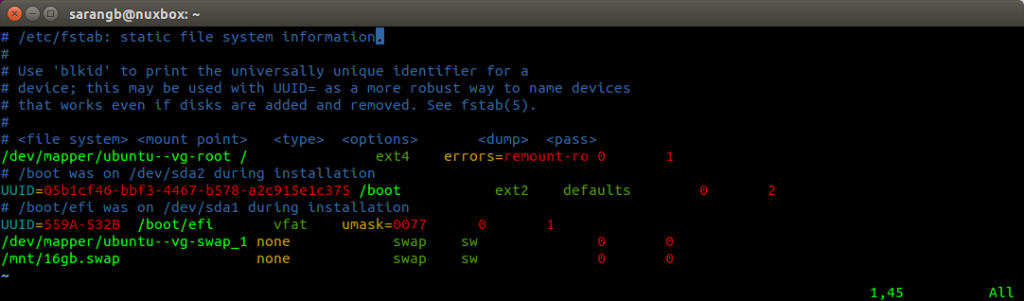 sarangb@nuxbox: ~
# /etc/fstab: static file system information.
#
# Use 'blkid' to print the universally unique identifier for a
# device; this may be used with UUID= as a more robust way to name devices
# that works even if disks are added and removed. See fstab(5).
#
# <file system> <mount point>   <type>  <options>       <dump>  <pass>
/dev/mapper/ubuntu--vg-root /               ext4    errors=remount-ro 0       1
# /boot was on /dev/sda2 during installation
UUID=05b1cf46-bbf3-4467-b578-a2c915e1c375 /boot           ext2    defaults        0       2
# /boot/efi was on /dev/sda1 during installation
UUID=559A-532B  /boot/efi       vfat    umask=0077      0       1
/dev/mapper/ubuntu--vg-swap_1 none            swap    sw              0       0
/mnt/16gb.swap                none            swap    sw              0       0
~
1,45          All